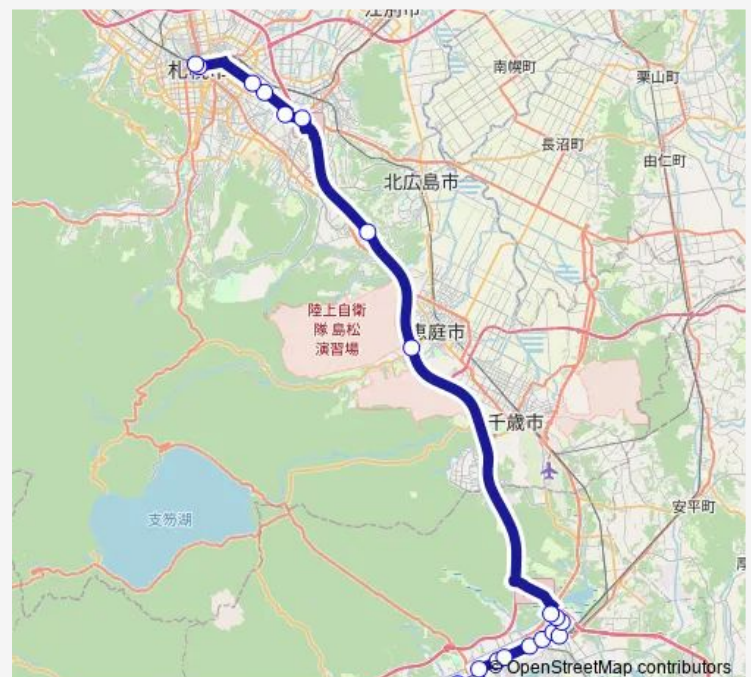 南幌町
栗山町
札幌
長沼町
由仁町
北広島市
陸上自衛
隊 島松
演習場
恵庭市
千歳市
安平町
支笏湖
© OpenStreetMap contributors